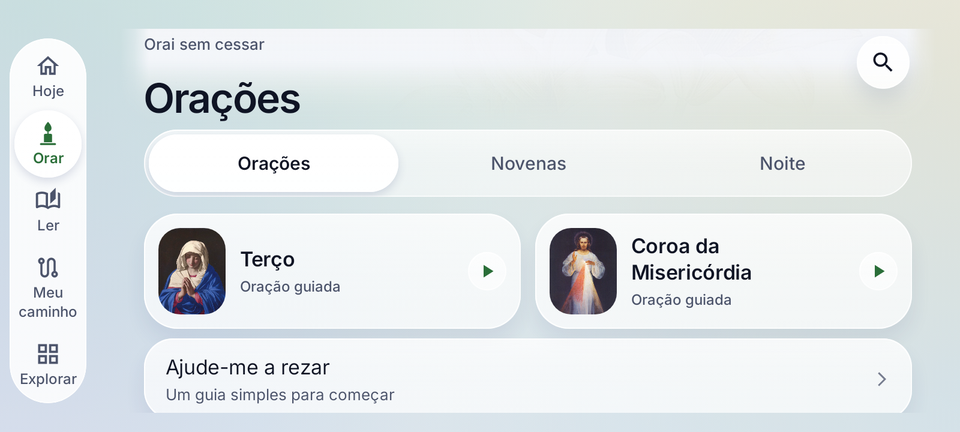 Hoje
Orar
Ler
Meu
caminho
Explorar
Orai sem cessar
Orações
Orações
Novenas
Noite
Terço
Oração guiada
Coroa da
Misericórdia
Oração guiada
Ajude-me a rezar
Um guia simples para começar